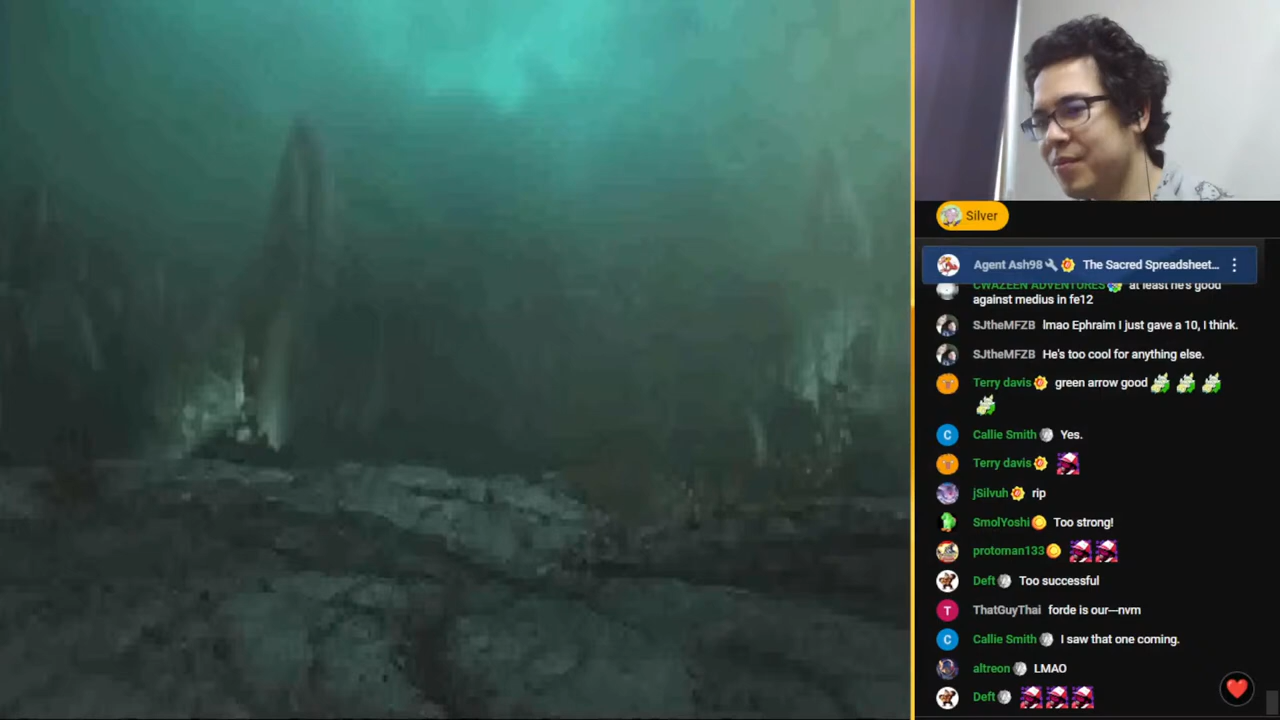 Silver
Agent Ash98 The Sacred Spreadsheet...
CWAZEEN ADVENTURES at least he's good
against medius in fe12
SJtheMFZB lmao Ephraim I just gave a 10, I think.
SJtheMFZB He's too cool for anything else.
Terry davis green arrow good
Callie Smith Yes.
Terry davis
jSilvuh rip
SmolYoshi Too strong!
protoman133
Deft Too successful
T ThatGuyThai forde is our—nvm
C Callie Smith I saw that one coming.
altreon LMAO
Deft